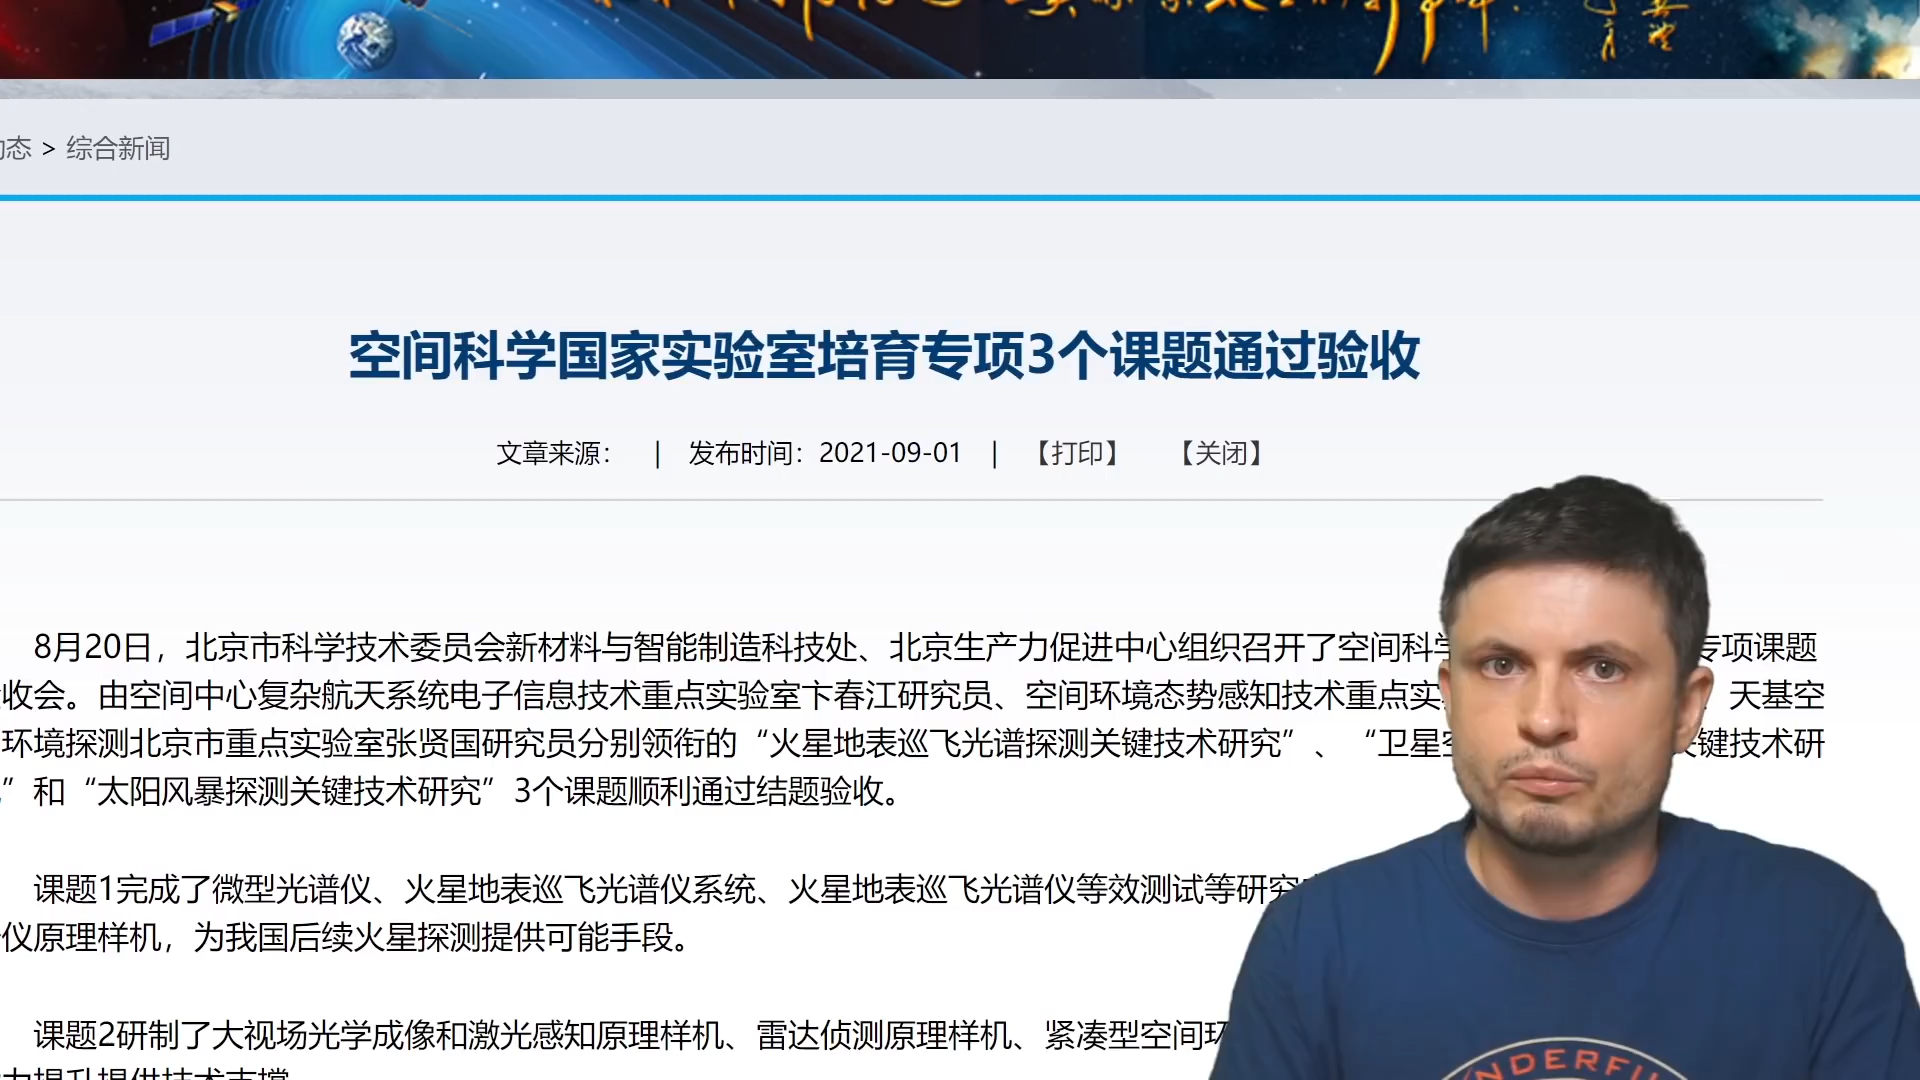 态 > 综合新闻
空间科学国家实验室培育专项3个课题通过验收
文章来源： | 发布时间：2021-09-01 | 【打印】 【关闭】
8月20日，北京市科学技术委员会新材料与智能制造科技处、北京生产力促进中心组织召开了空间科学 专项课题
收会。由空间中心复杂航天系统电子信息技术重点实验室卞春江研究员、空间环境态势感知技术重点实 天基空
环境探测北京市重点实验室张贤国研究员分别领衔的“火星地表巡飞光谱探测关键技术研究”、“卫星空 关键技术研
”和“太阳风暴探测关键技术研究”3个课题顺利通过结题验收。
课题1完成了微型光谱仪、火星地表巡飞光谱仪系统、火星地表巡飞光谱仪等效测试等研究
仪原理样机，为我国后续火星探测提供可能手段。
课题2研制了大视场光学成像和激光感知原理样机、雷达侦测原理样机、紧凑型空间环
力提升提供技术支撑
NDERFU